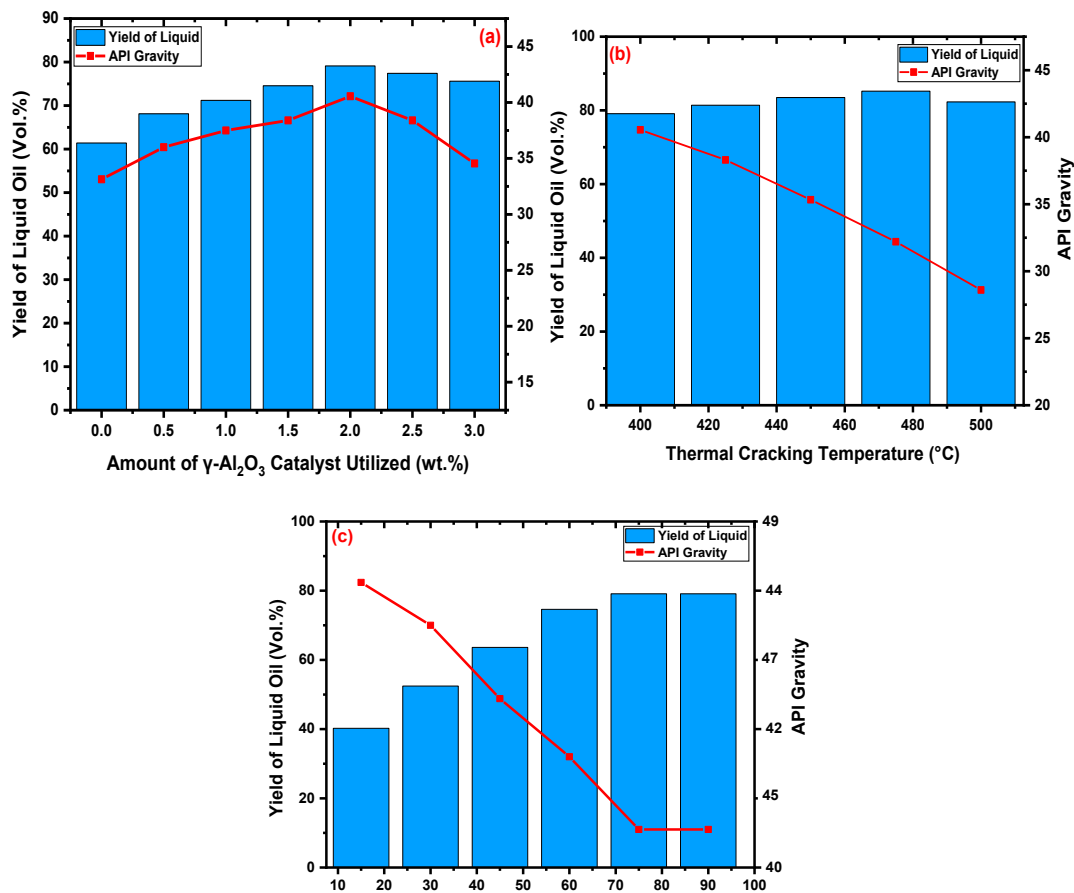 (a)
Yield of Liquid
API Gravity
Yield of Liquid Oil (Vol.%)
90
80
70
60
50
40
30
20
10
0
45
40
35
30
25
20
15
0.0 0.5 1.0 1.5 2.0 2.5 3.0
Amount of γ-Al₂O₃ Catalyst Utilized (wt.%)
(b)
Yield of Liquid
API Gravity
Yield of Liquid Oil (Vol.%)
100
80
60
40
20
0
45
40
35
30
25
20
API Gravity
400 420 440 460 480 500
Thermal Cracking Temperature (°C)
(c)
Yield of Liquid
API Gravity
Yield of Liquid Oil (Vol.%)
100
80
60
40
20
0
49
44
47
42
45
40
API Gravity
10 20 30 40 50 60 70 80 90 100